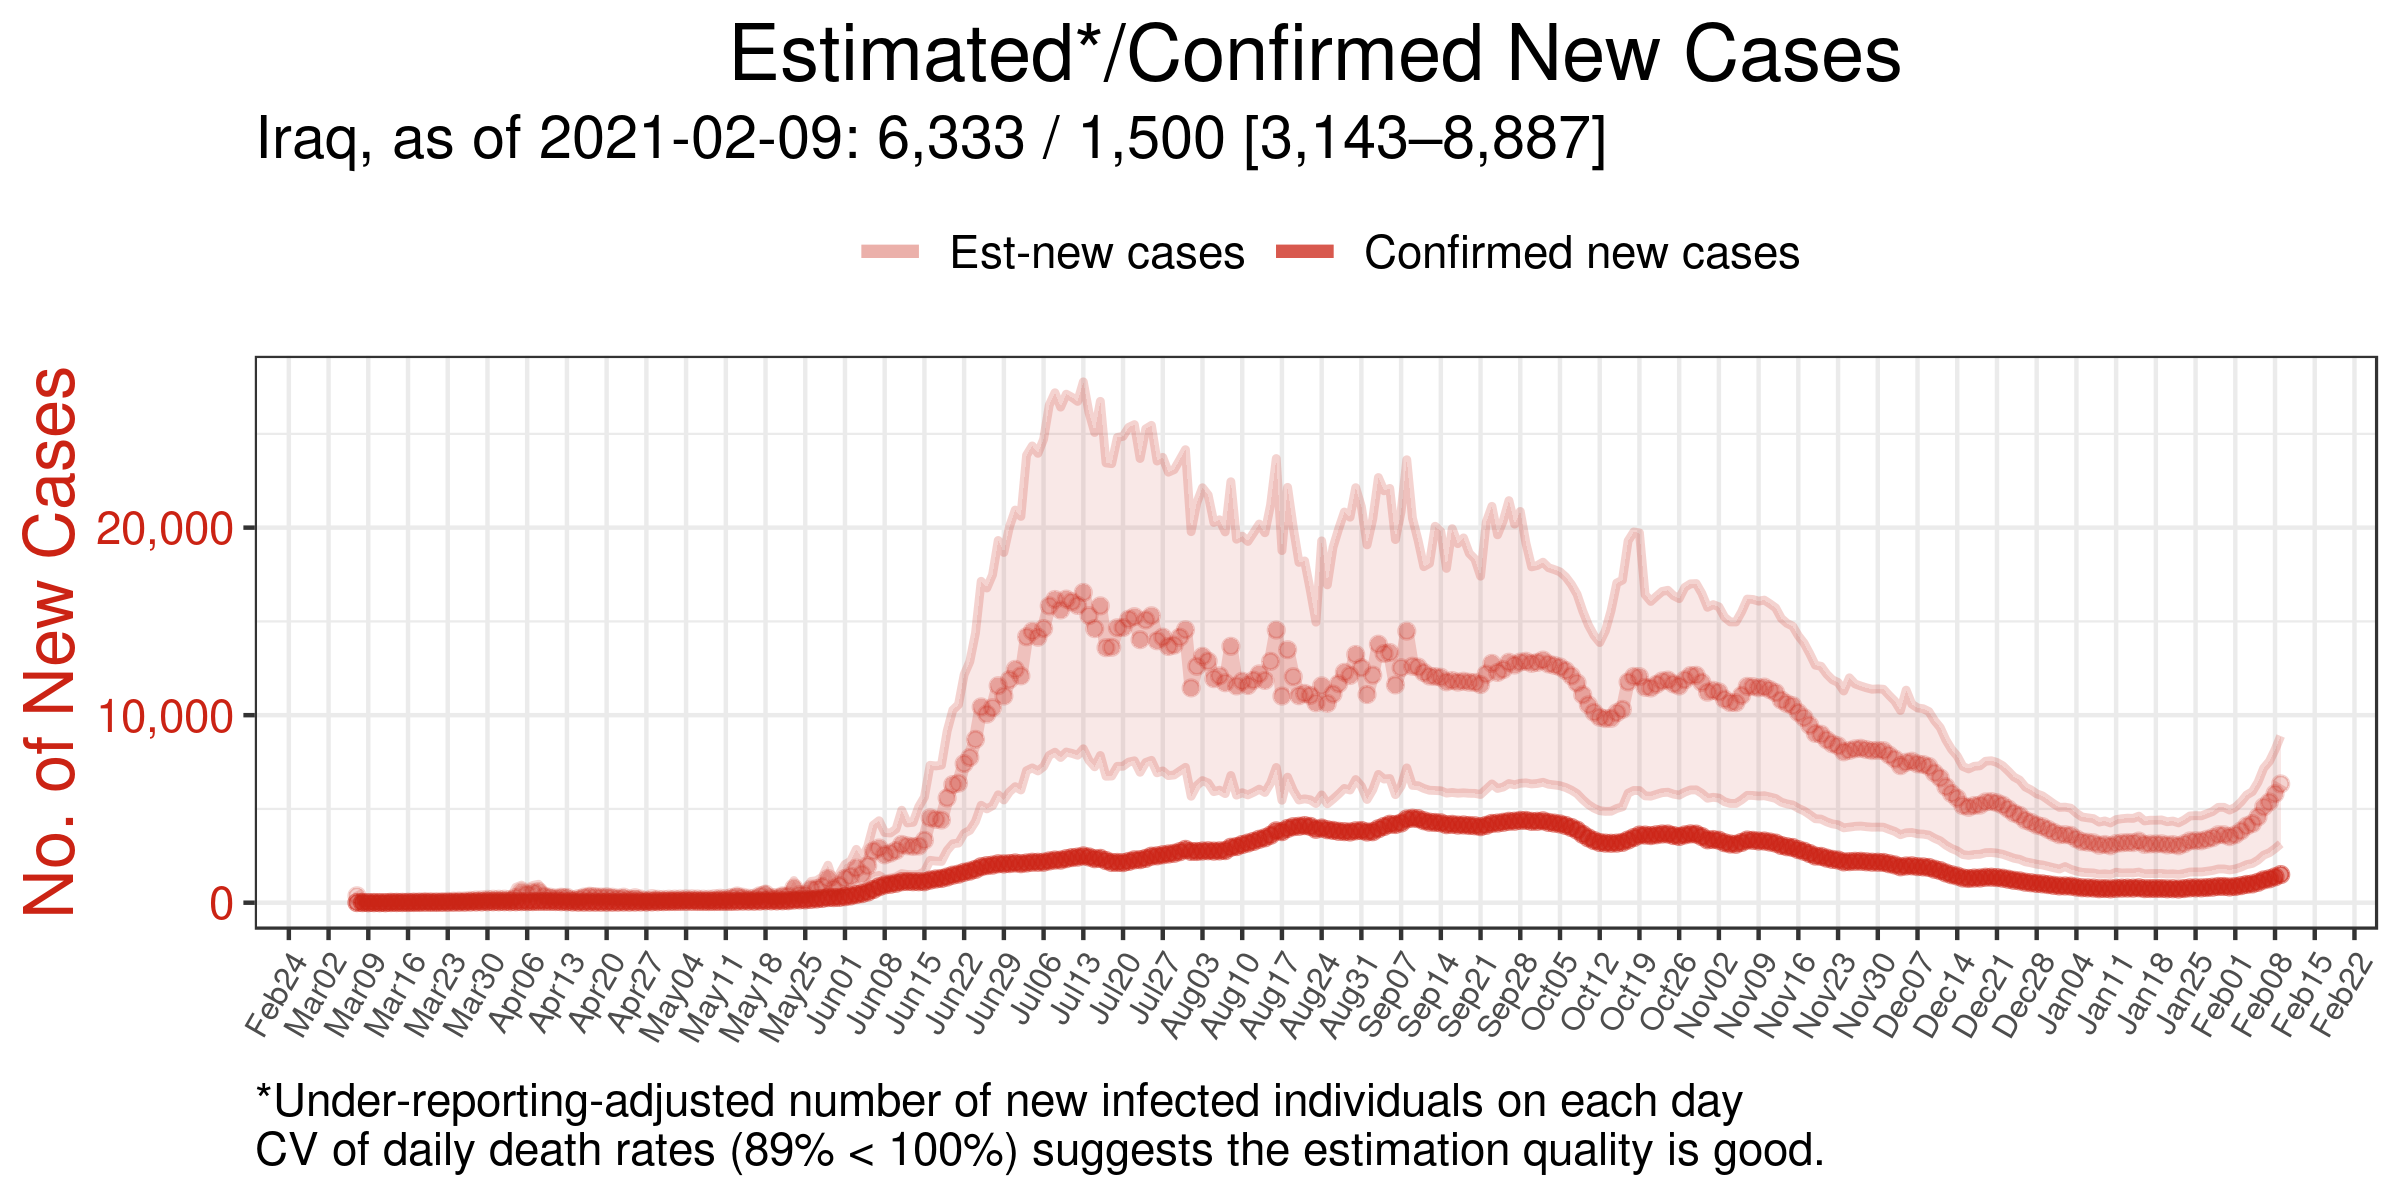 Estimated*/Confirmed New Cases
Iraq, as of 2021-02-09: 6,333 / 1,500 [3,143–8,887]
Est-new cases
Confirmed new cases
No. of New Cases
20,000
10,000
0
Feb24
Mar02
Mar09
Mar16
Mar23
Mar30
Apr06
Apr13
Apr20
Apr27
May04
May11
May18
May25
Jun01
Jun08
Jun15
Jun22
Jun29
Jul06
Jul13
Jul20
Jul27
Aug03
Aug10
Aug17
Aug24
Aug31
Sep07
Sep14
Sep21
Sep28
Oct05
Oct12
Oct19
Oct26
Nov02
Nov09
Nov16
Nov23
Nov30
Dec07
Dec14
Dec21
Dec28
Jan04
Jan11
Jan18
Jan25
Feb01
Feb08
Feb15
Feb22
*Under-reporting-adjusted number of new infected individuals on each day
CV of daily death rates (89% < 100%) suggests the estimation quality is good.